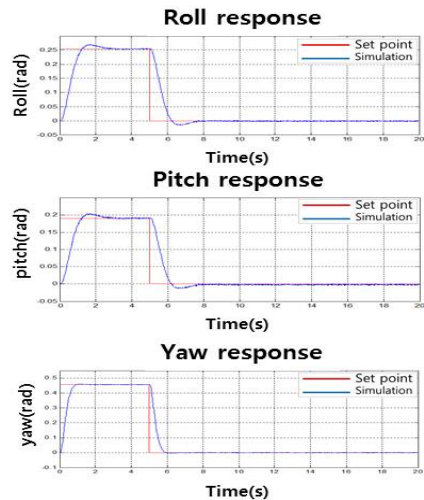 Roll response
Roll(rad)
0.25
0.2
0.15
0.1
0.05
0
-0.05
Set point
Simulation
0 2 4 6 8 10 12 14 16 18 20
Time(s)
Pitch response
pitch(rad)
0.2
0.15
0.1
0.05
0
-0.05
Set point
Simulation
0 2 4 6 8 10 12 14 16 18 20
Time(s)
Yaw response
yaw(rad)
0.5
0.4
0.3
0.2
0.1
0
-0.1
Set point
Simulation
0 2 4 6 8 10 12 14 16 18 20
Time(s)